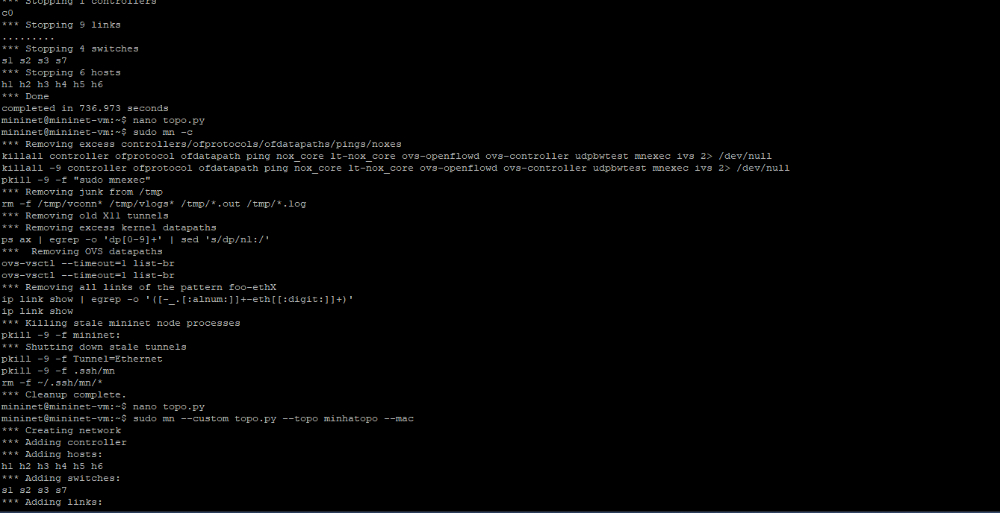 *** Stopping 1 controllers
c0
*** Stopping 9 links
.........
*** Stopping 4 switches
s1 s2 s3 s7
*** Stopping 6 hosts
h1 h2 h3 h4 h5 h6
*** Done
completed in 736.973 seconds
mininet@mininet-vm:~$ nano topo.py
mininet@mininet-vm:~$ sudo mn -c
*** Removing excess controllers/ofprotocols/ofdatapaths/pings/noxes
killall controller ofprotocol ofdatapath ping nox_core lt-nox_core ovs-openflowd ovs-controller udpbwtest mnexec ivs 2> /dev/null
killall -9 controller ofprotocol ofdatapath ping nox_core lt-nox_core ovs-openflowd ovs-controller udpbwtest mnexec ivs 2> /dev/null
pkill -9 -f "sudo mnexec"
*** Removing junk from /tmp
rm -f /tmp/vconn* /tmp/vlogs* /tmp/*.out /tmp/*.log
*** Removing old X11 tunnels
*** Removing excess kernel datapaths
ps ax | egrep -o 'dp[0-9]+' | sed 's/dp/nl:/'
***  Removing OVS datapaths
ovs-vsctl --timeout=1 list-br
ovs-vsctl --timeout=1 list-br
*** Removing all links of the pattern foo-ethX
ip link show | egrep -o '([-_.[:alnum:]]+-eth[[:digit:]]+)'
ip link show
*** Killing stale mininet node processes
pkill -9 -f mininet:
*** Shutting down stale tunnels
pkill -9 -f Tunnel=Ethernet
pkill -9 -f .ssh/mn
rm -f ~/.ssh/mn/*
*** Cleanup complete.
mininet@mininet-vm:~$ nano topo.py
mininet@mininet-vm:~$ sudo mn --custom topo.py --topo minhatopo --mac
*** Creating network
*** Adding controller
*** Adding hosts:
h1 h2 h3 h4 h5 h6
*** Adding switches:
s1 s2 s3 s7
*** Adding links: